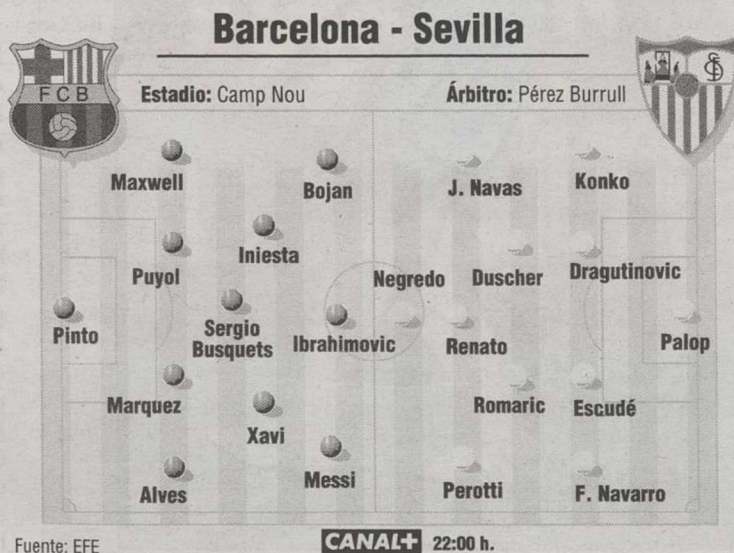 Barcelona - Sevilla
FCB
Estadio: Camp Nou
Árbitro: Pérez Burrull
Maxwell
Bojan
J. Navas
Konko
Iniesta
Puyol
Negredo
Duscher
Dragutinovic
Pinto
Sergio
Busquets
Ibrahimovic
Renato
Palop
Marquez
Romaric
Escudé
Xavi
Messi
Alves
Perotti
F. Navarro
Fuente: EFE
CANAL+ 22:00 h.